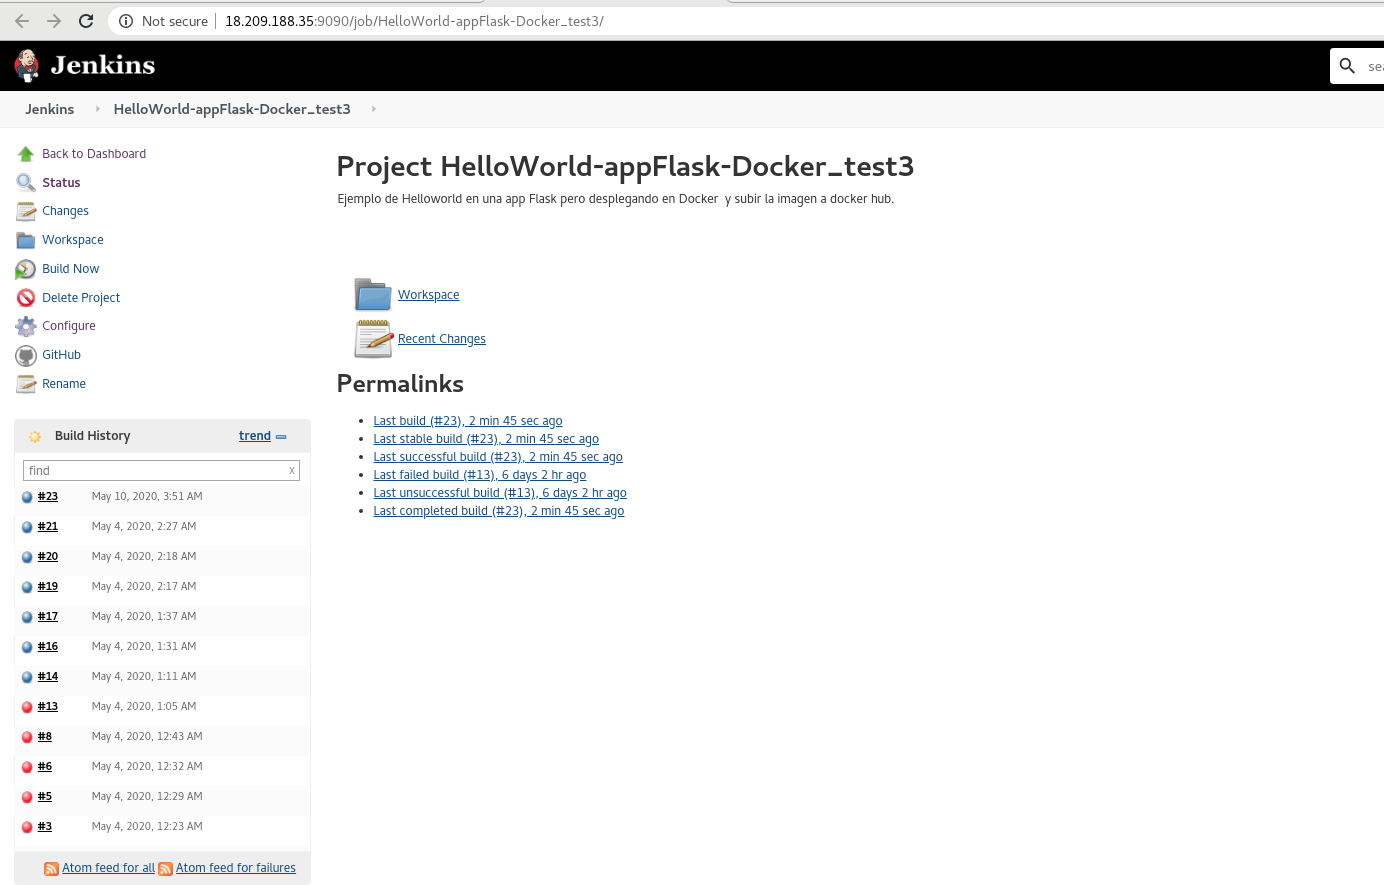 Not secure 18.209.188.35:9090/job/HelloWorld-appFlask-Docker_test3/
Jenkins
sea
Jenkins HelloWorld-appFlask-Docker_test3
Back to Dashboard
Status
Changes
Workspace
Build Now
Delete Project
Configure
GitHub
Rename
Build History trend
find x
#23 May 10, 2020, 3:51 AM
#21 May 4, 2020, 2:27 AM
#20 May 4, 2020, 2:18 AM
#19 May 4, 2020, 2:17 AM
#17 May 4, 2020, 1:37 AM
#16 May 4, 2020, 1:31 AM
#14 May 4, 2020, 1:11 AM
#13 May 4, 2020, 1:05 AM
#8 May 4, 2020, 12:43 AM
#6 May 4, 2020, 12:32 AM
#5 May 4, 2020, 12:29 AM
#3 May 4, 2020, 12:23 AM
Atom feed for all Atom feed for failures
Project HelloWorld-appFlask-Docker_test3
Ejemplo de Helloworld en una app Flask pero desplegando en Docker y subir la imagen a docker hub.
Workspace
Recent Changes
Permalinks
Last build (#23), 2 min 45 sec ago
Last stable build (#23), 2 min 45 sec ago
Last successful build (#23), 2 min 45 sec ago
Last failed build (#13), 6 days 2 hr ago
Last unsuccessful build (#13), 6 days 2 hr ago
Last completed build (#23), 2 min 45 sec ago